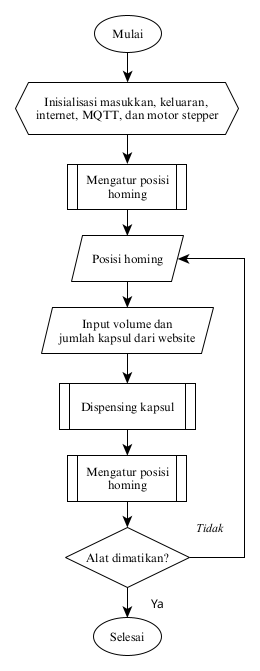 Mulai
Inisialisasi masukkan, keluaran,
internet, MQTT, dan motor stepper
Mengatur posisi
homing
Posisi homing
Input volume dan
jumlah kapsul dari website
Dispensing kapsul
Mengatur posisi
homing
Tidak
Alat dimatikan?
Ya
Selesai